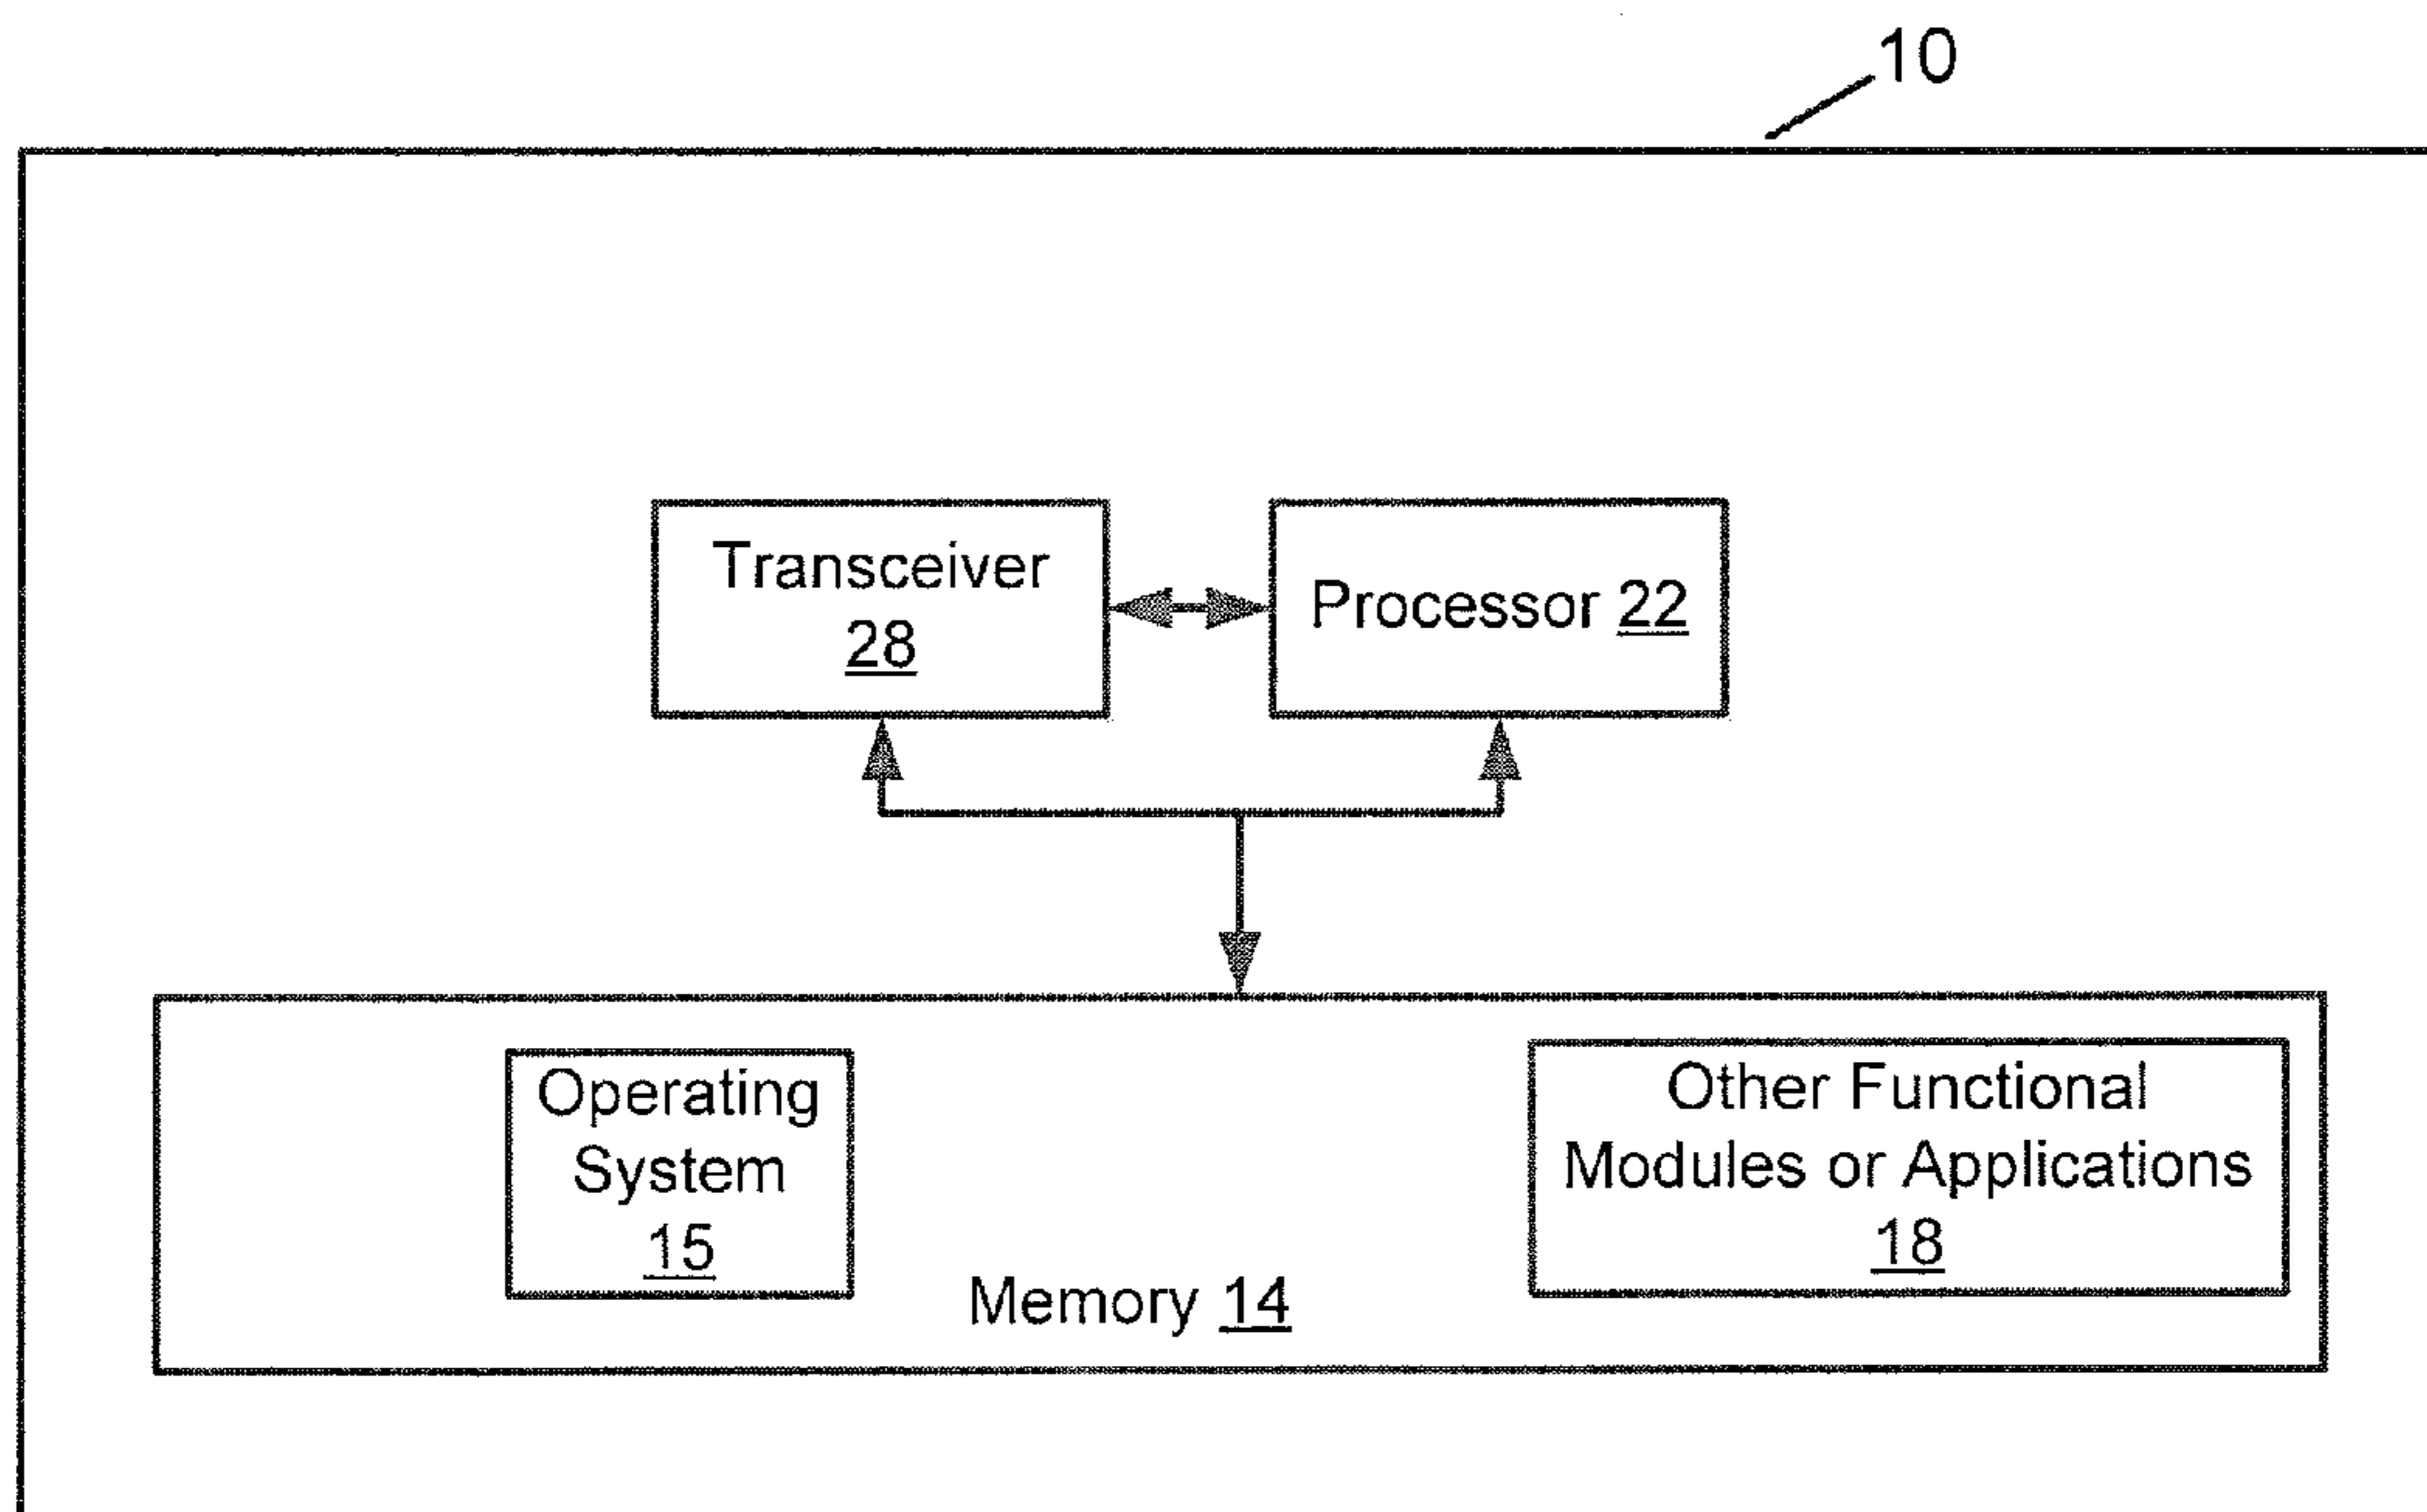 10
Transceiver
28
Processor 22
Operating
System
15
Other Functional
Modules or Applications
18
Memory 14